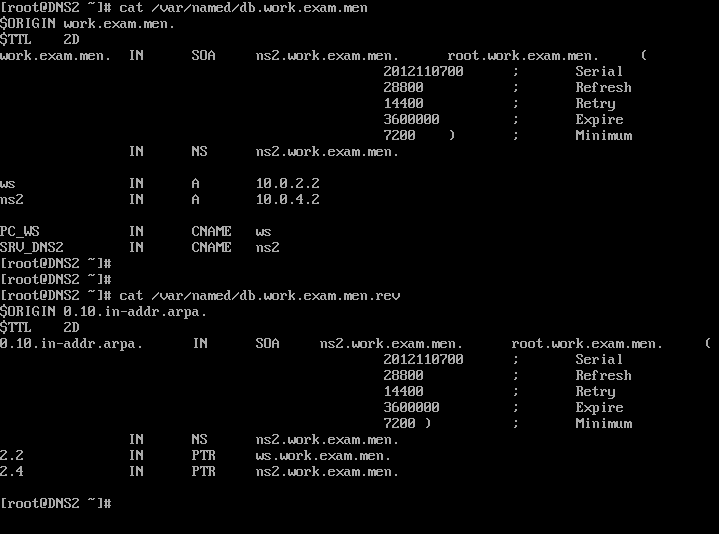 [root@DNS2 ~]# cat /var/named/db.work.exam.men
$ORIGIN work.exam.men.
$TTL    2D
work.exam.men.  IN      SOA     ns2.work.exam.men.      root.work.exam.men.     (
                                                2012110700      ;       Serial
                                                28800           ;       Refresh
                                                14400           ;       Retry
                                                3600000         ;       Expire
                                                7200    )       ;       Minimum
                IN      NS      ns2.work.exam.men.
ws              IN      A       10.0.2.2
ns2             IN      A       10.0.4.2
PC_WS           IN      CNAME   ws
SRV_DNS2        IN      CNAME   ns2
[root@DNS2 ~]#
[root@DNS2 ~]#
[root@DNS2 ~]# cat /var/named/db.work.exam.men.rev
$ORIGIN 0.10.in-addr.arpa.
$TTL    2D
0.10.in-addr.arpa.      IN      SOA     ns2.work.exam.men.      root.work.exam.men.     (
                                                2012110700      ;       Serial
                                                28800           ;       Refresh
                                                14400           ;       Retry
                                                3600000         ;       Expire
                                                7200 )          ;       Minimum
                IN      NS      ns2.work.exam.men.
2.2             IN      PTR     ws.work.exam.men.
2.4             IN      PTR     ns2.work.exam.men.
[root@DNS2 ~]#